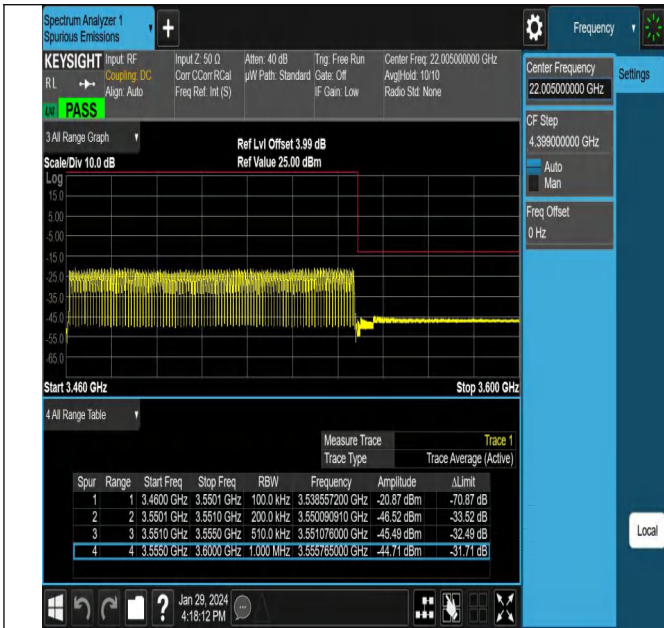 Spectrum Analyzer 1
Spurious Emissions
Frequency
KEYSIGHT
RL
Input: RF
Coupling: DC
Align: Auto
Input Z: 50 Ω
Corr CCorr RCal
Freq Ref: Int (S)
Atten: 40 dB
µW Path: Standard
Trig: Free Run
Gate: Off
IF Gain: Low
Center Freq: 22.005000000 GHz
Avg|Hold: 10/10
Radio Std: None
PASS
3 All Range Graph
Scale/Div 10.0 dB
Ref Lvl Offset 3.99 dB
Ref Value 25.00 dBm
Log
15.0
5.00
-5.00
-15.0
-25.0
-35.0
-45.0
-55.0
-65.0
Start 3.460 GHz
Stop 3.600 GHz
4 All Range Table
Measure Trace Trace 1
Trace Type Trace Average (Active)
Spur Range Start Freq Stop Freq RBW Frequency Amplitude ΔLimit
1 1 3.4600 GHz 3.5501 GHz 100.0 kHz 3.538557200 GHz -20.87 dBm -70.87 dB
2 2 3.5501 GHz 3.5510 GHz 200.0 kHz 3.550090910 GHz -46.52 dBm -33.52 dB
3 3 3.5510 GHz 3.5550 GHz 510.0 kHz 3.551076000 GHz -45.49 dBm -32.49 dB
4 4 3.5550 GHz 3.6000 GHz 1.000 MHz 3.555765000 GHz -44.71 dBm -31.71 dB
Center Frequency
22.005000000 GHz
Settings
CF Step
4.399000000 GHz
Auto
Man
Freq Offset
0 Hz
Local
Jan 29, 2024
4:18:12 PM